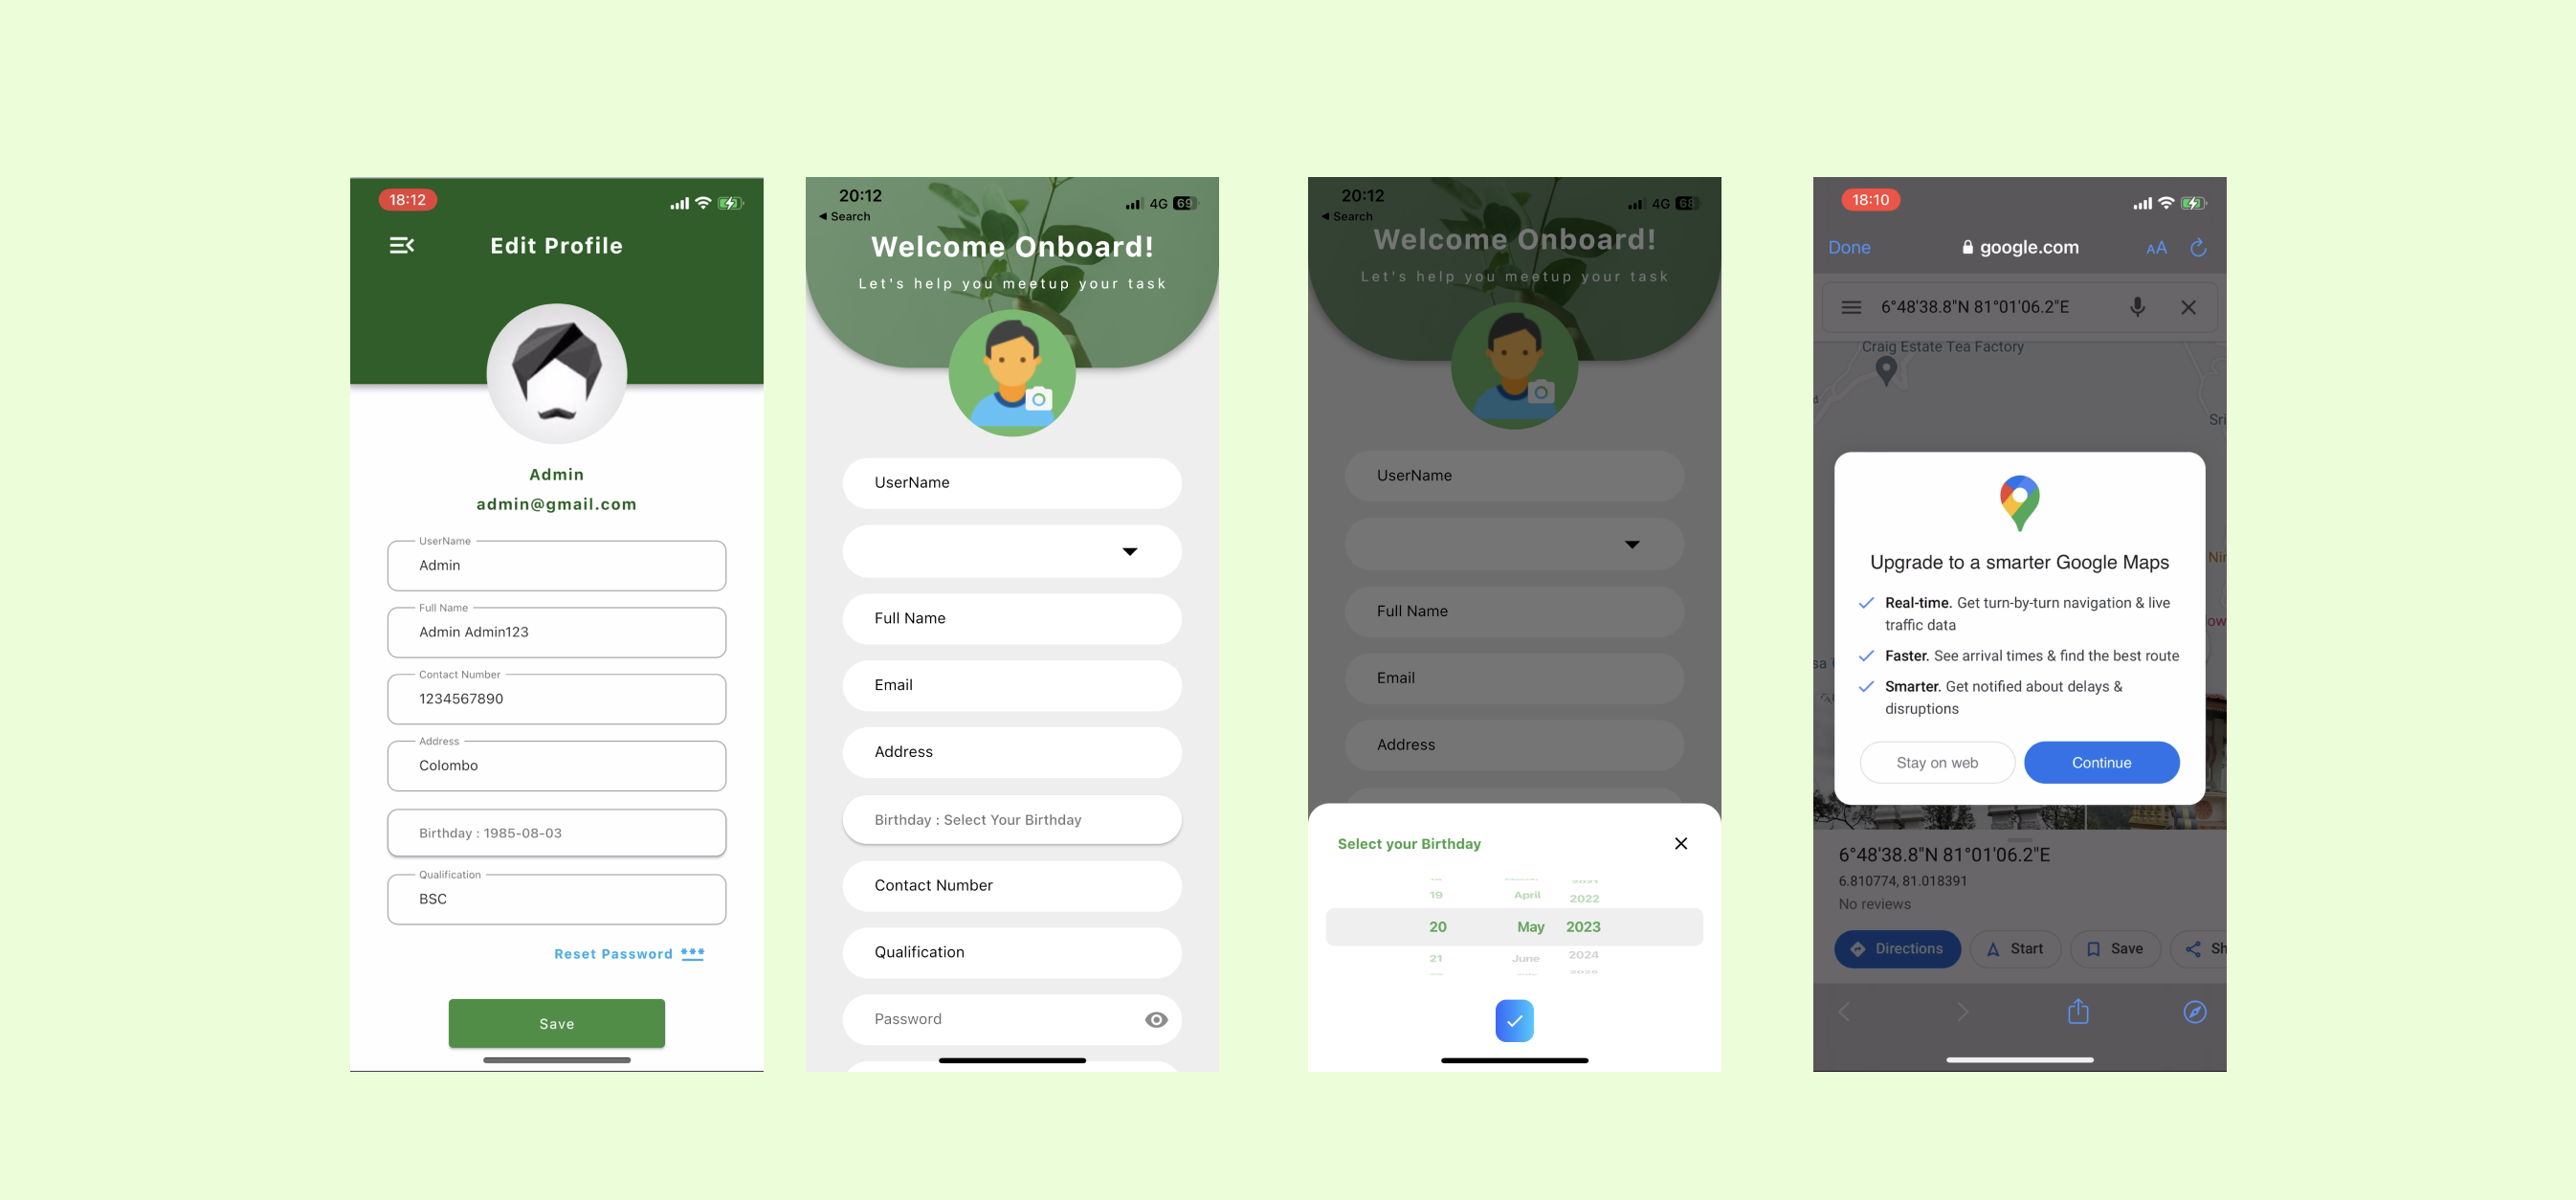 18:12
Edit Profile
Admin
admin@gmail.com
UserName
Admin
Full Name
Admin Admin123
Contact Number
1234567890
Address
Colombo
Birthday : 1985-08-03
Qualification
BSC
Reset Password ***
Save
20:12
◀ Search
4G 69
Welcome Onboard!
Let's help you meetup your task
UserName
Full Name
Email
Address
Birthday : Select Your Birthday
Contact Number
Qualification
Password
20:12
◀ Search
4G 68
Welcome Onboard!
Let's help you meetup your task
UserName
Full Name
Email
Address
Select your Birthday
2021
19 April 2022
20 May 2023
21 June 2024
2025
18:10
Done google.com AA
6°48'38.8"N 81°01'06.2"E
Craig Estate Tea Factory
Sri
Upgrade to a smarter Google Maps
Real-time. Get turn-by-turn navigation & live
traffic data
Faster. See arrival times & find the best route
Smarter. Get notified about delays &
disruptions
Stay on web Continue
6°48'38.8"N 81°01'06.2"E
6.810774, 81.018391
No reviews
Directions Start Save Sh